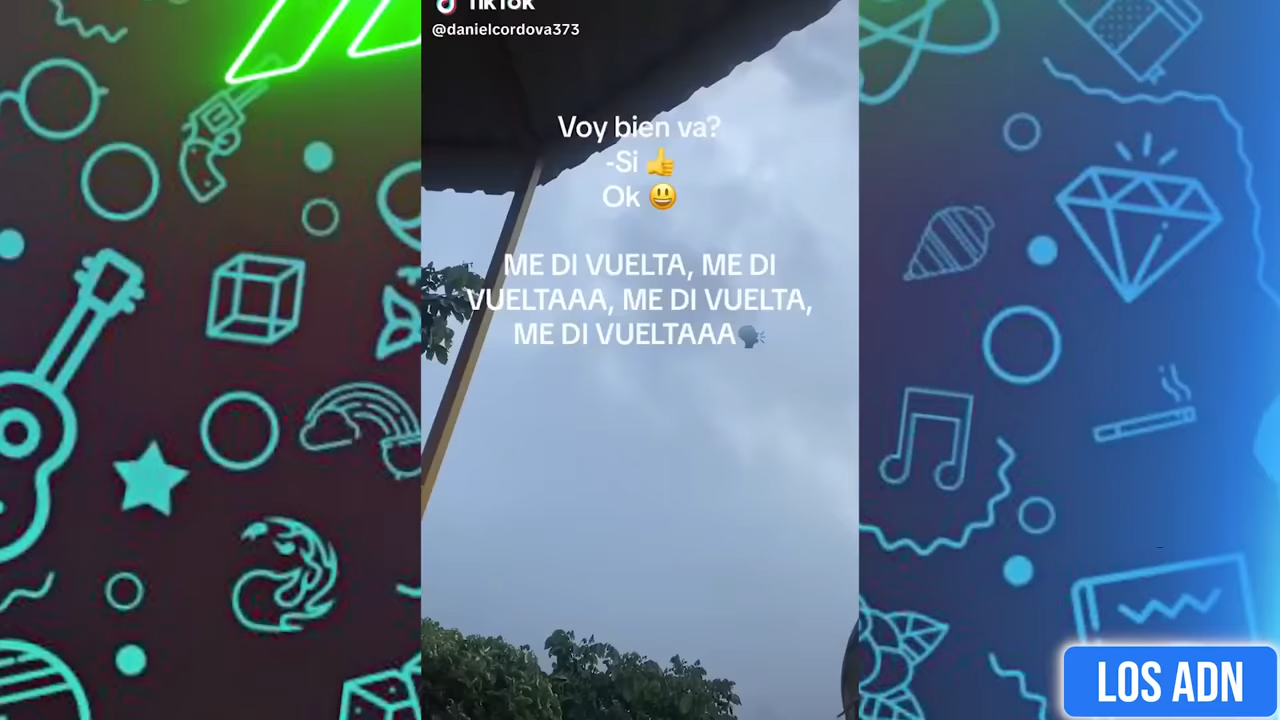 TikTok
@danielcordova373
Voy bien va?
-Si 👍
Ok 😃
ME DI VUELTA, ME DI
VUELTAAA, ME DI VUELTA,
ME DI VUELTAAA🗣️
LOS ADN